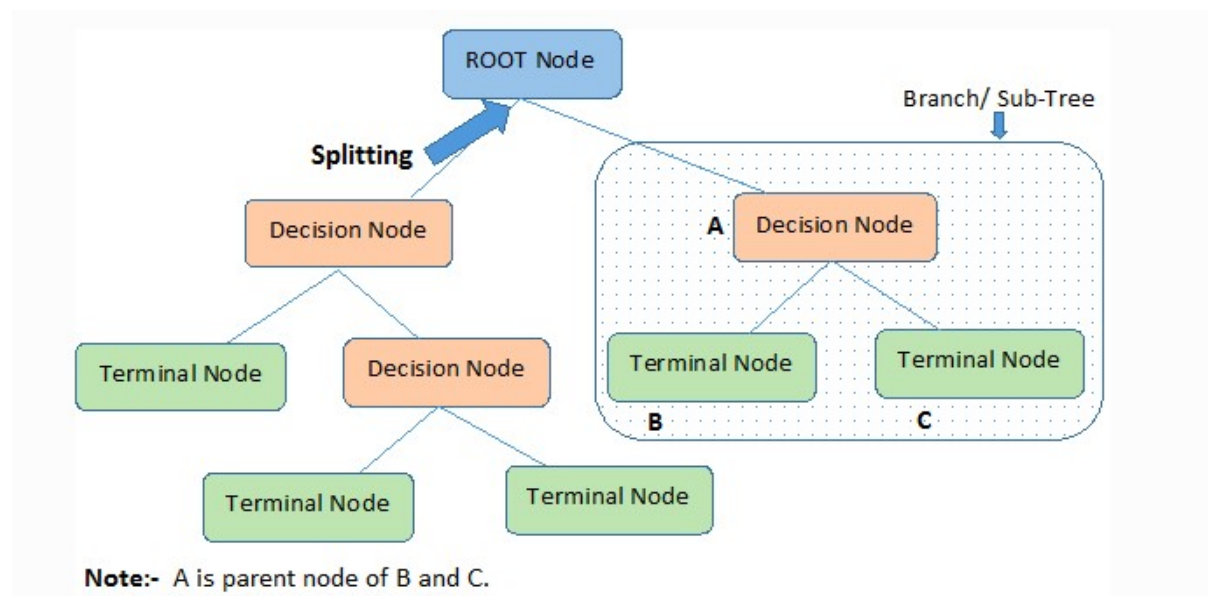 ROOT Node
Branch/ Sub-Tree
Splitting
Decision Node
A
Decision Node
Terminal Node
Decision Node
Terminal Node
Terminal Node
B
C
Terminal Node
Terminal Node
Note:- A is parent node of B and C.